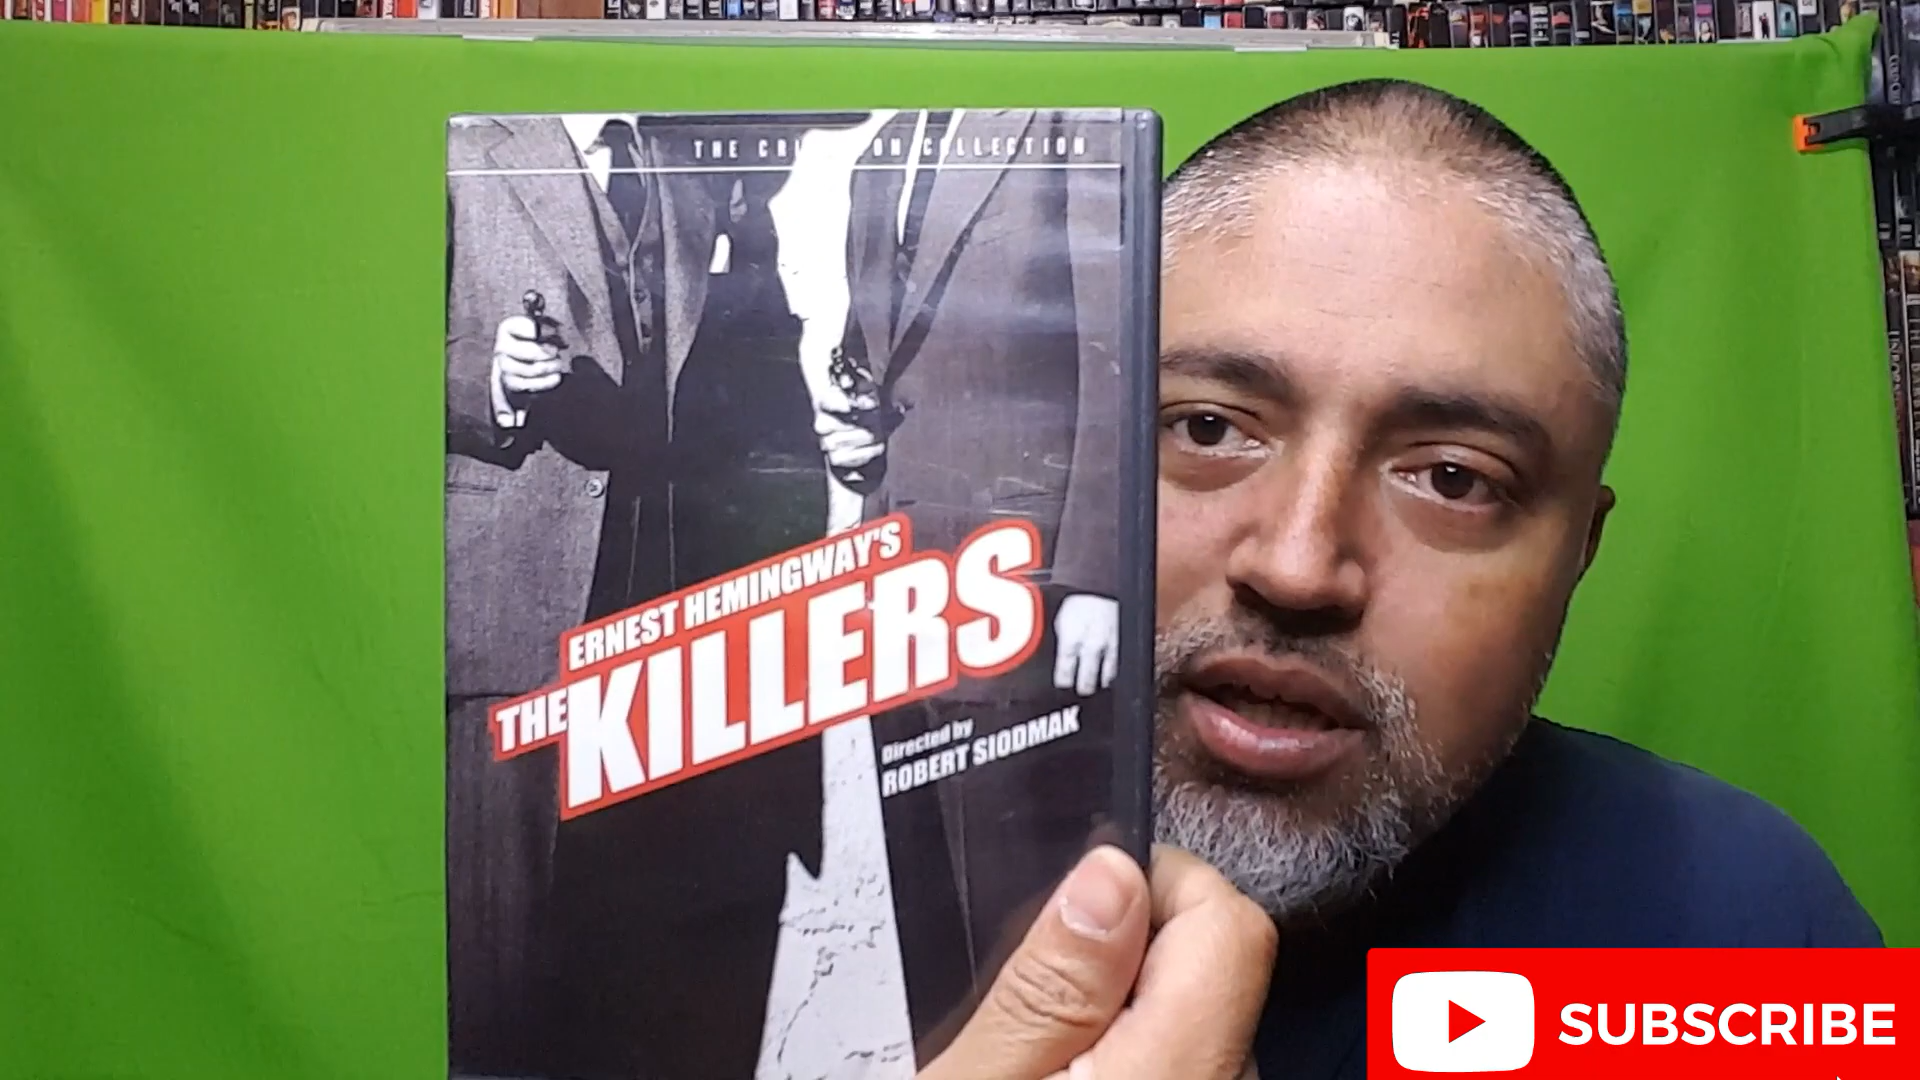 THE CRITERION COLLECTION
ERNEST HEMINGWAY'S
THE KILLERS
Directed by
ROBERT SIODMAK
SUBSCRIBE